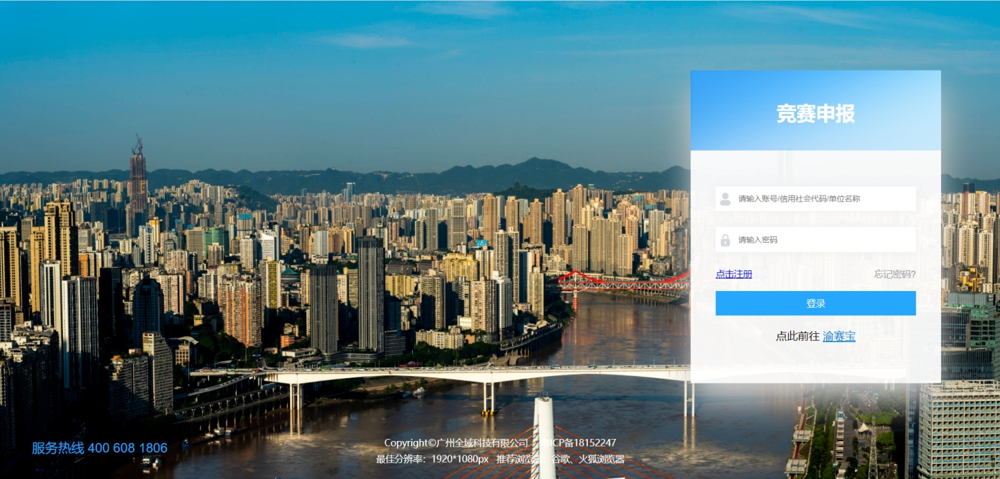 竞赛申报
请输入账号/信用社会代码/单位名称
请输入密码
点击注册 忘记密码?
登录
点此前往 渝赛宝
服务热线 400 608 1806
Copyright©广州全域科技有限公司 ICP备18152247
最佳分辨率：1920*1080px 推荐浏览 谷歌、火狐浏览器